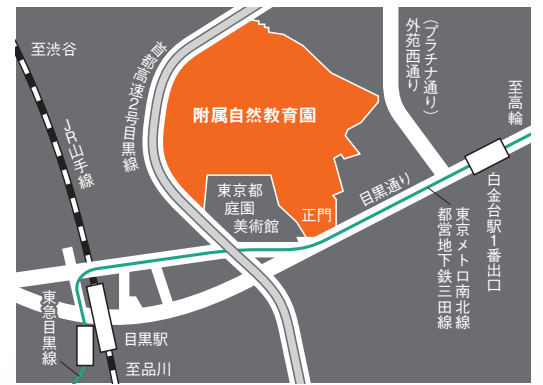 至渋谷
JR山手線
首都高速2号目黒線
附属自然教育園
(プラチナ通り)
外苑西通り
至高輪
東京都
庭園
美術館
正門
目黒通り
白金台駅1番出口
東京メトロ南北線
都営地下鉄三田線
東急目黒線
目黒駅
至品川